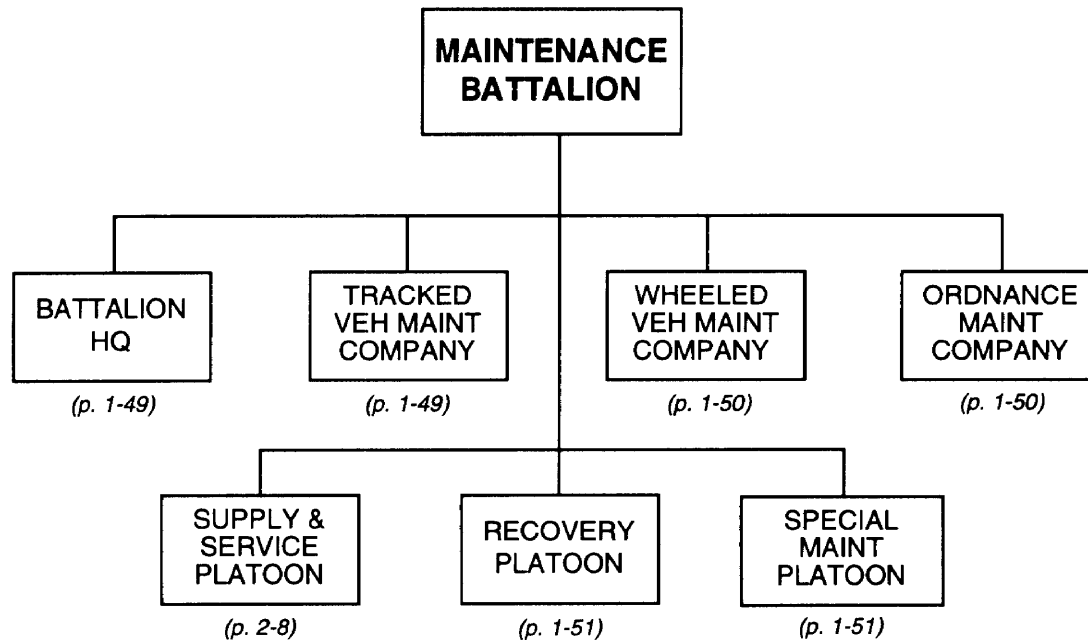 MAINTENANCE
BATTALION
BATTALION
HQ
(p. 1-49)
TRACKED
VEH MAINT
COMPANY
(p. 1-49)
WHEELED
VEH MAINT
COMPANY
(p. 1-50)
ORDNANCE
MAINT
COMPANY
(p. 1-50)
SUPPLY &
SERVICE
PLATOON
(p. 2-8)
RECOVERY
PLATOON
(p. 1-51)
SPECIAL
MAINT
PLATOON
(p. 1-51)